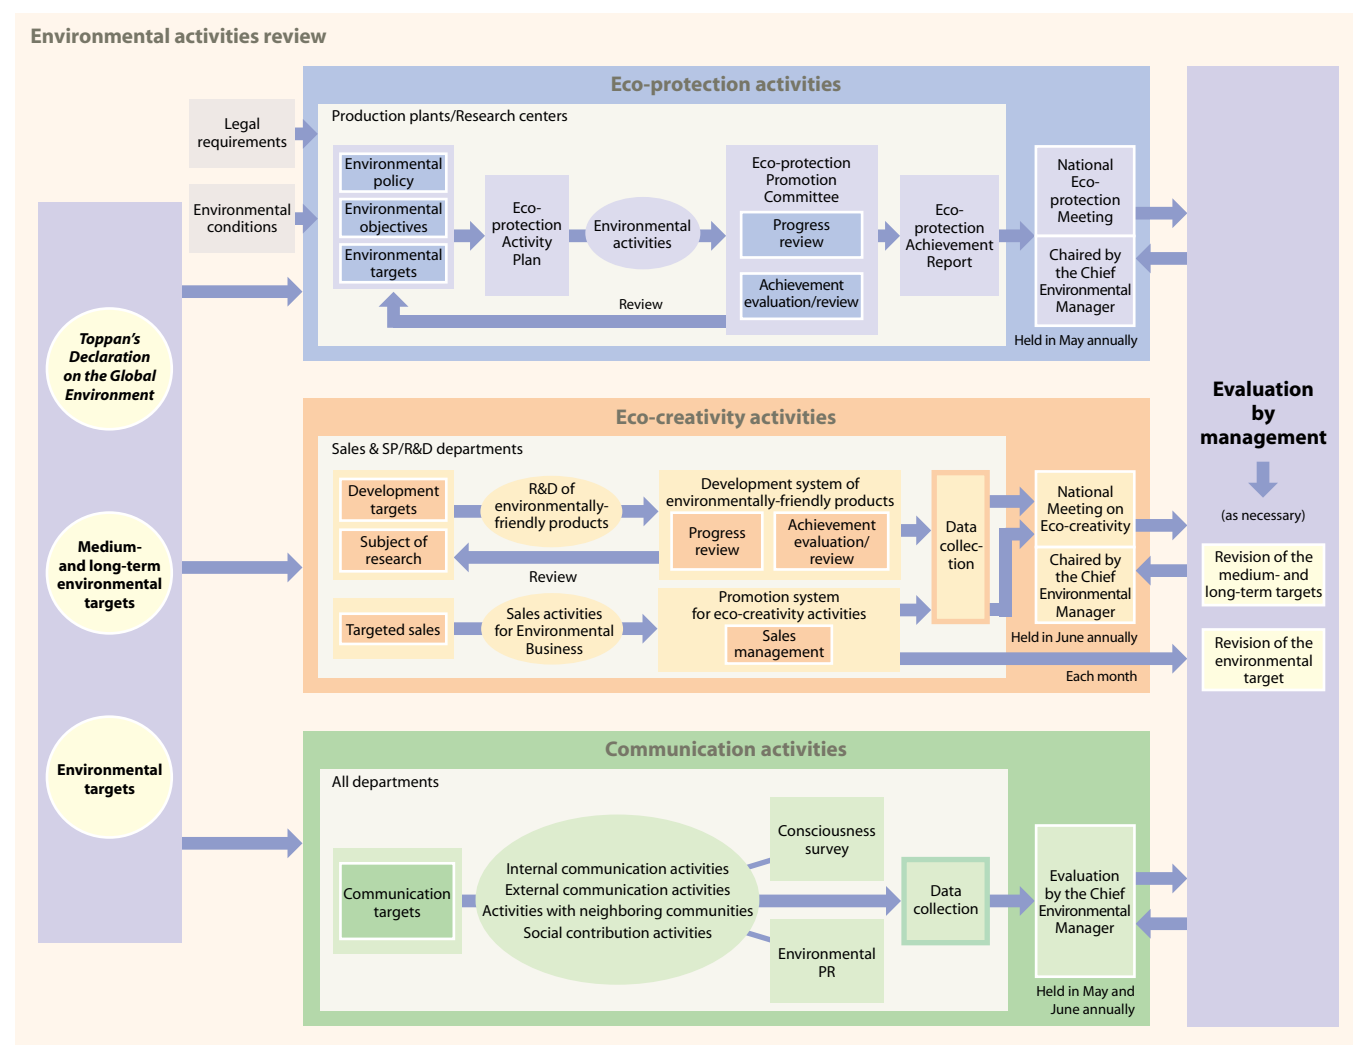 Environmental activities review
Toppan's
Declaration
on the Global
Environment
Medium-
and long-term
environmental
targets
Environmental
targets
Legal
requirements
Environmental
conditions
Eco-protection activities
Production plants/Research centers
Environmental
policy
Environmental
objectives
Environmental
targets
Eco-
protection
Activity
Plan
Environmental
activities
Eco-protection
Promotion
Committee
Progress
review
Achievement
evaluation/review
Review
Eco-
protection
Achievement
Report
National
Eco-
protection
Meeting
Chaired by
the Chief
Environmental
Manager
Held in May annually
Eco-creativity activities
Sales & SP/R&D departments
Development
targets
Subject of
research
R&D of
environmentally-
friendly products
Review
Development system of
environmentally-friendly products
Progress
review
Achievement
evaluation/
review
Targeted sales
Sales activities
for Environmental
Business
Promotion system
for eco-creativity activities
Sales
management
Data
collec-
tion
National
Meeting on
Eco-creativity
Chaired by
the Chief
Environmental
Manager
Held in June annually
Each month
Communication activities
All departments
Communication
targets
Internal communication activities
External communication activities
Activities with neighboring communities
Social contribution activities
Consciousness
survey
Environmental
PR
Data
collection
Evaluation
by the Chief
Environmental
Manager
Held in May and
June annually
Evaluation
by
management
(as necessary)
Revision of the
medium- and
long-term targets
Revision of the
environmental
target